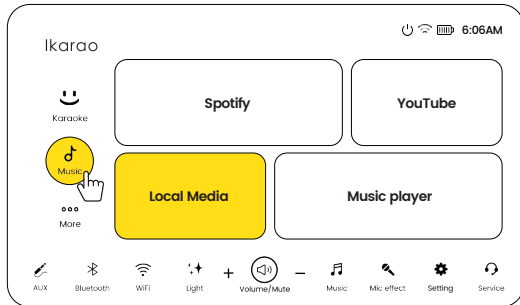 6:06AM
Ikarao
Karaoke
Music
More
Spotify
YouTube
Local Media
Music player
AUX
Bluetooth
WiFi
Light
+
Volume/Mute
–
Music
Mic effect
Setting
Service